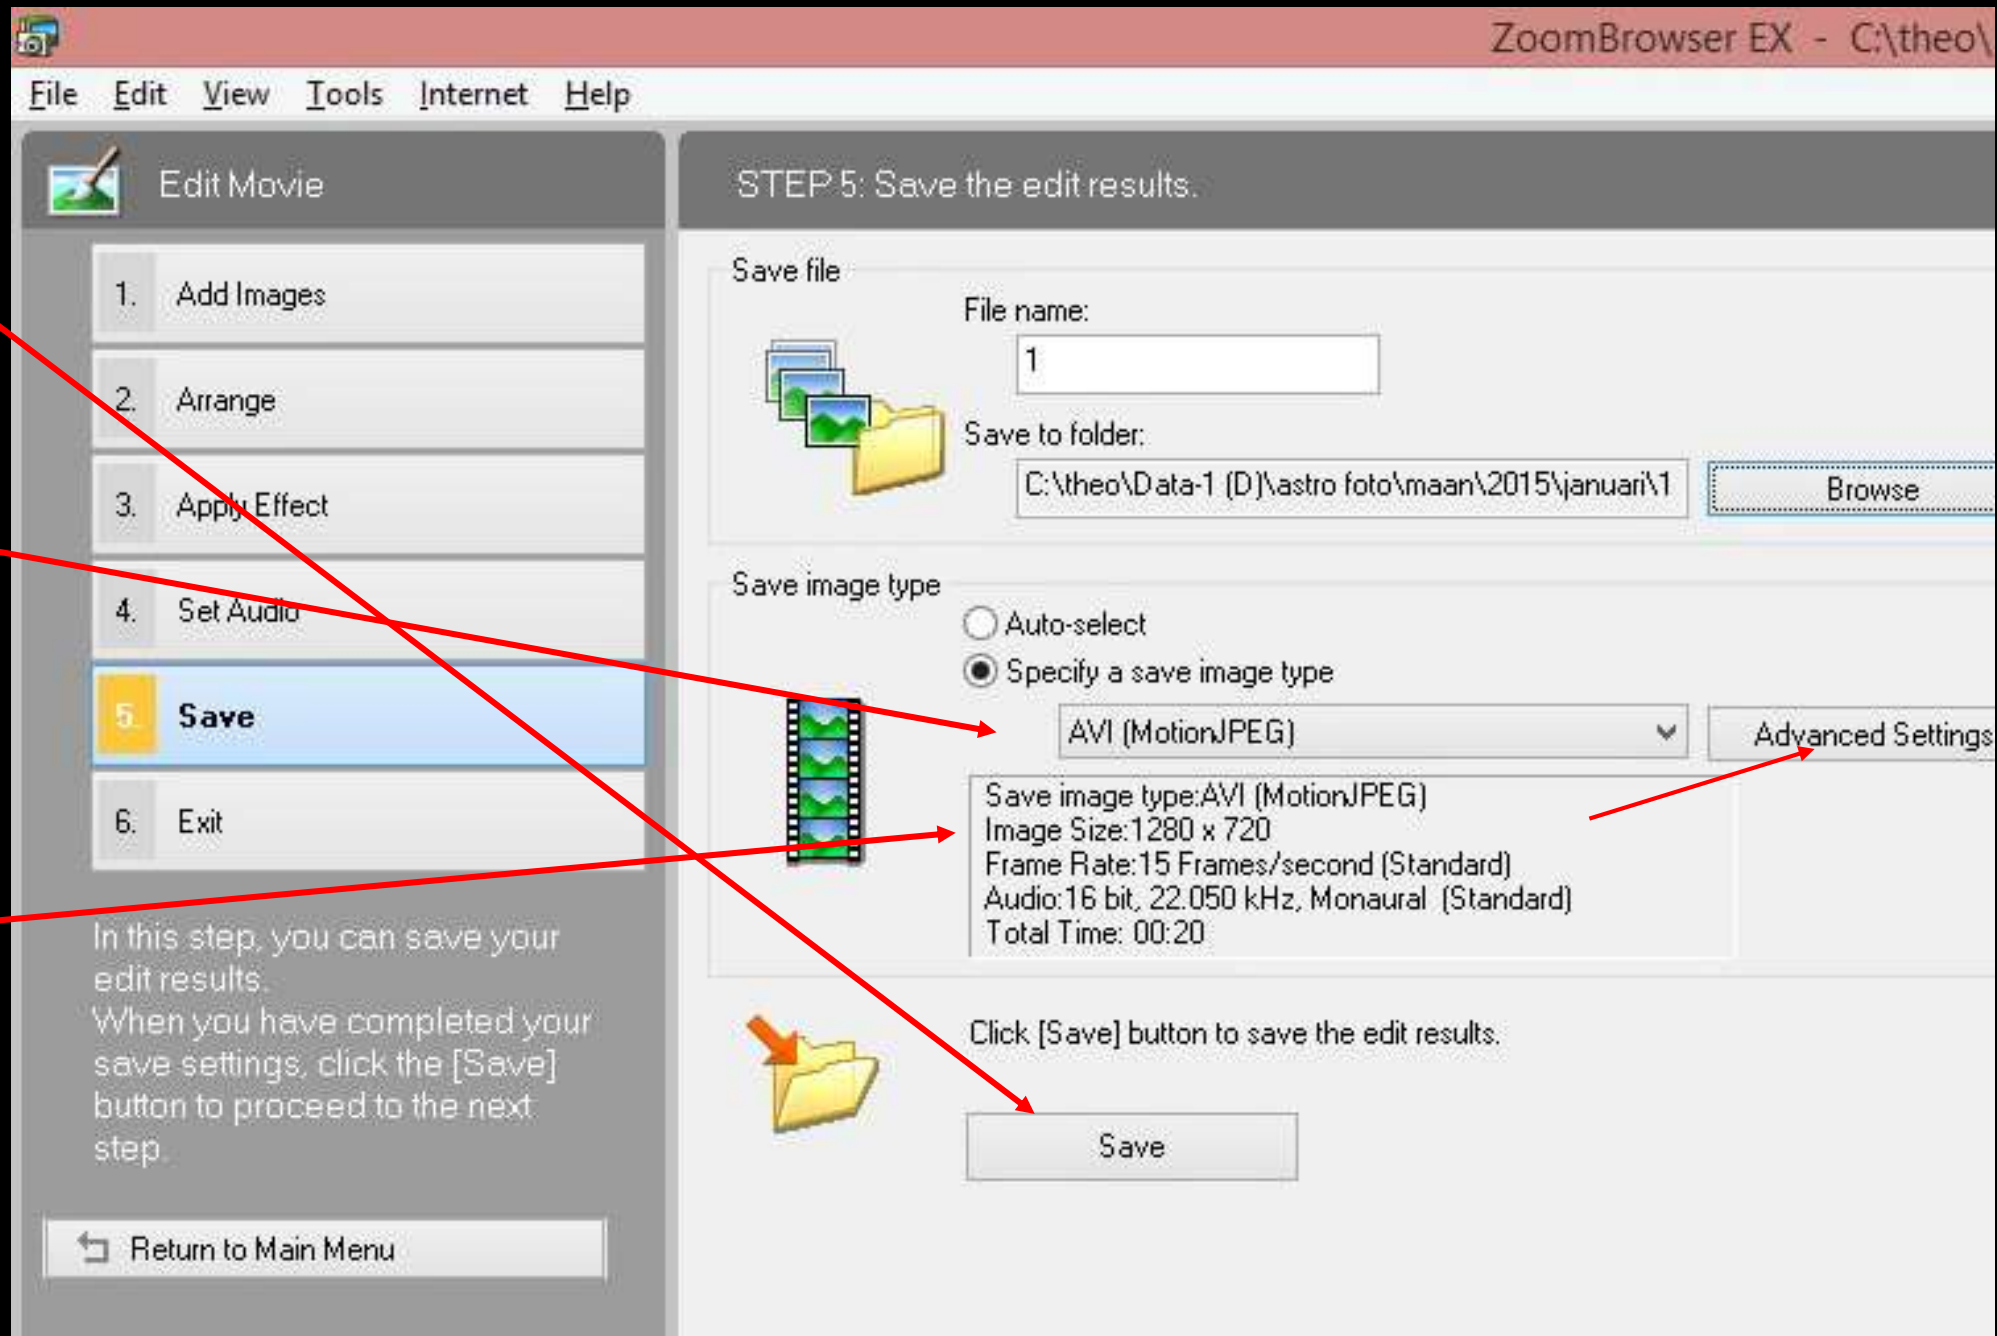 ZoomBrowser EX - C:\theo\
File Edit View Tools Internet Help
Edit Movie
1. Add Images
2. Arrange
3. Apply Effect
4. Set Audio
5. Save
6. Exit
In this step, you can save your
edit results.
When you have completed your
save settings, click the [Save]
button to proceed to the next
step.
Return to Main Menu
STEP 5: Save the edit results.
Save file
File name:
1
Save to folder:
C:\theo\Data-1 (D)\astro foto\maan\2015\januari\1
Browse
Save image type
Auto-select
Specify a save image type
AVI (MotionJPEG)
Advanced Settings
Save image type:AVI (MotionJPEG)
Image Size:1280 x 720
Frame Rate:15 Frames/second (Standard)
Audio:16 bit, 22.050 kHz, Monaural (Standard)
Total Time: 00:20
Click [Save] button to save the edit results.
Save